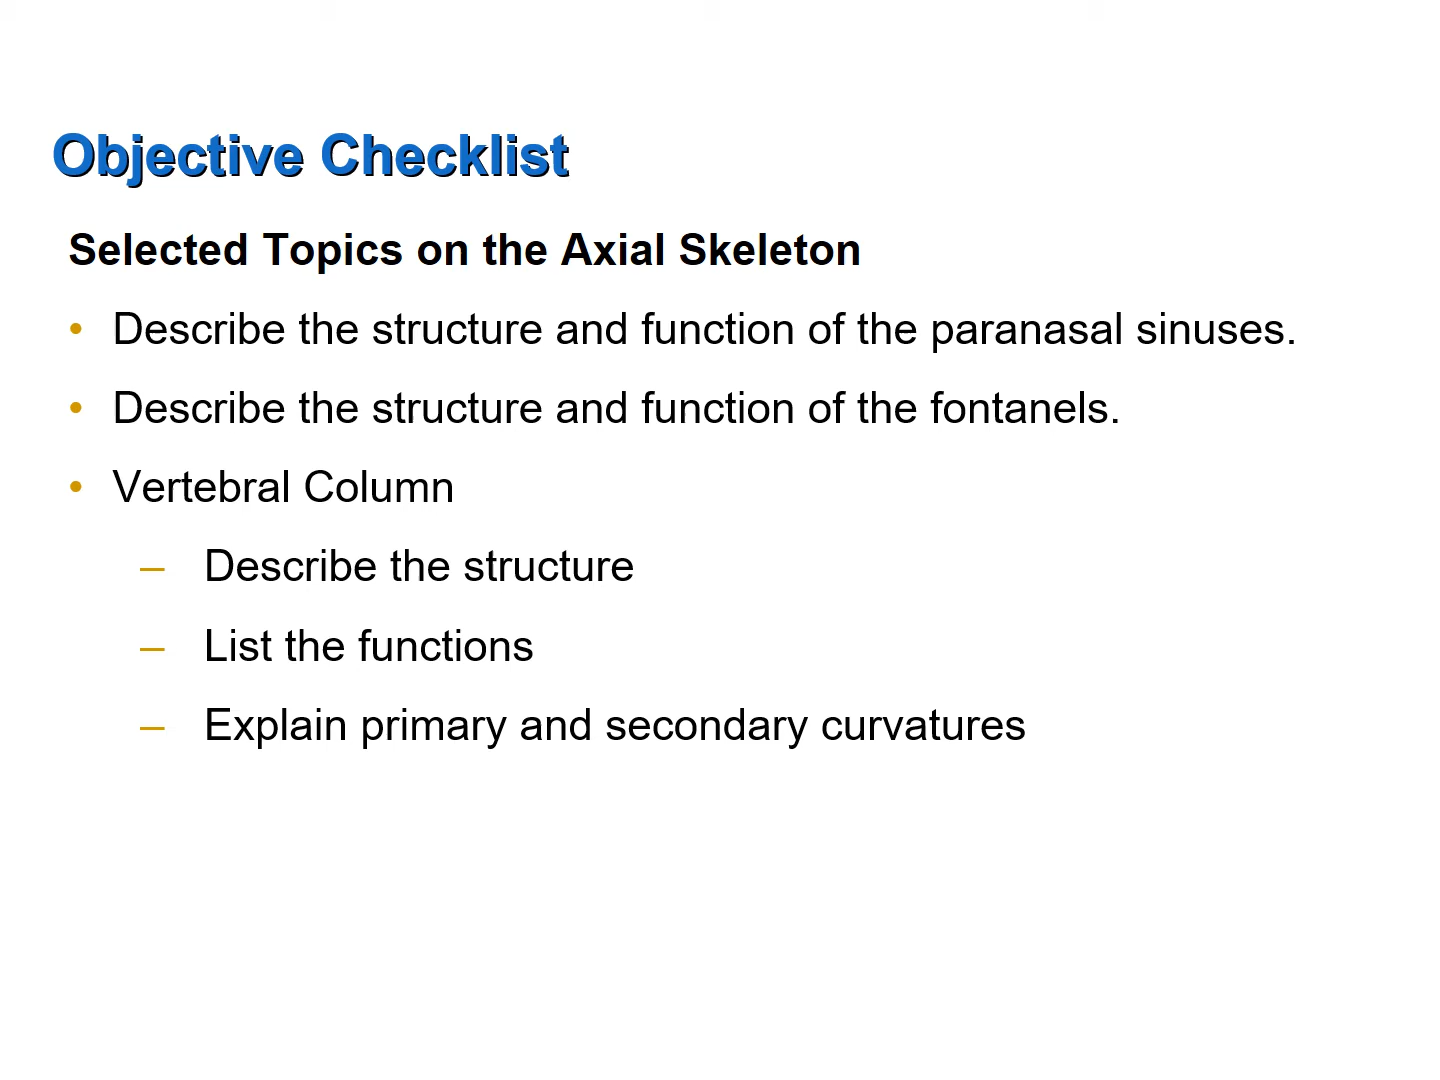 Objective Checklist
Selected Topics on the Axial Skeleton
• Describe the structure and function of the paranasal sinuses.
• Describe the structure and function of the fontanels.
• Vertebral Column
– Describe the structure
– List the functions
– Explain primary and secondary curvatures